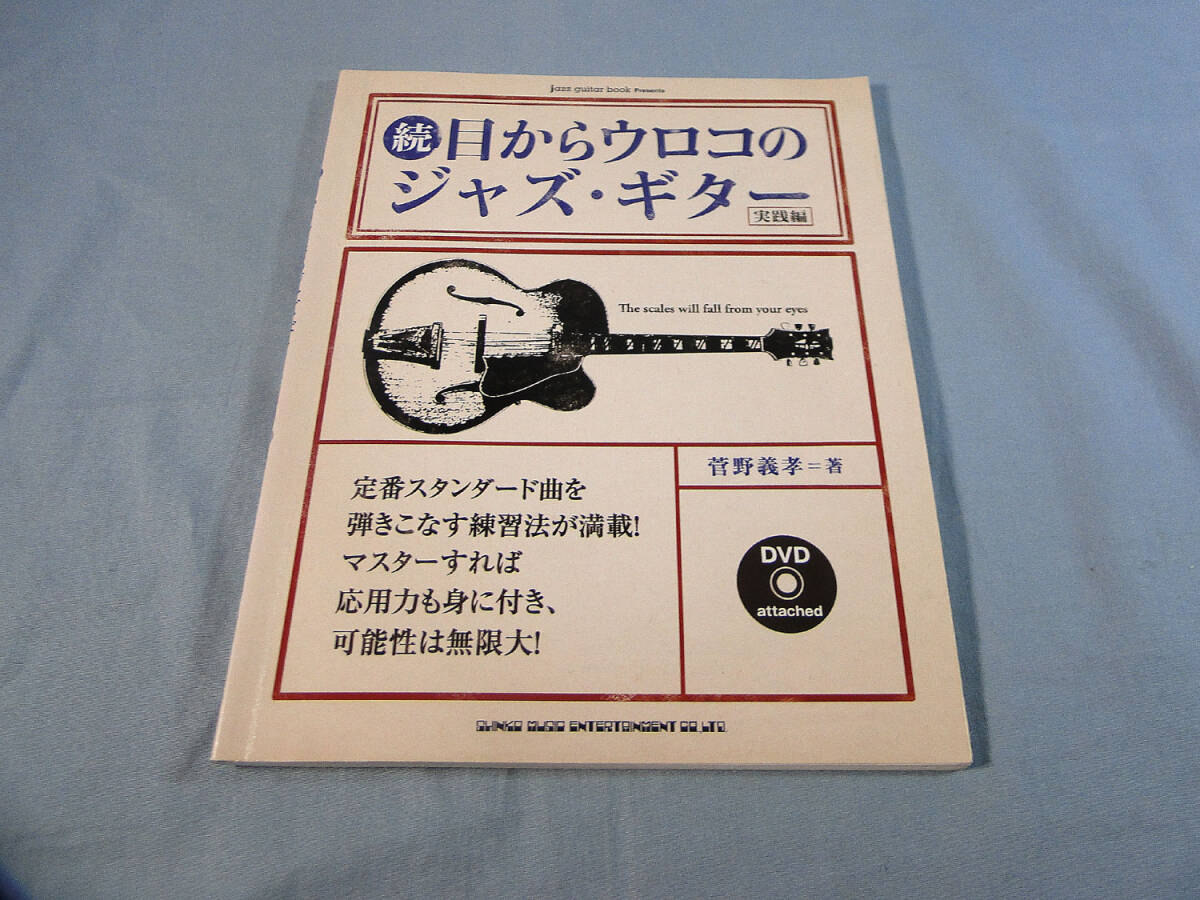 jazz guitar book Presents
続 目からウロコの
ジャズ・ギター
実践編
The scales will fall from your eyes
菅野義孝=著
定番スタンダード曲を
弾きこなす練習法が満載!
マスターすれば
応用力も身に付き、
可能性は無限大!
DVD
attached
SHINKO MUSIC ENTERTAINMENT CO.,LTD.